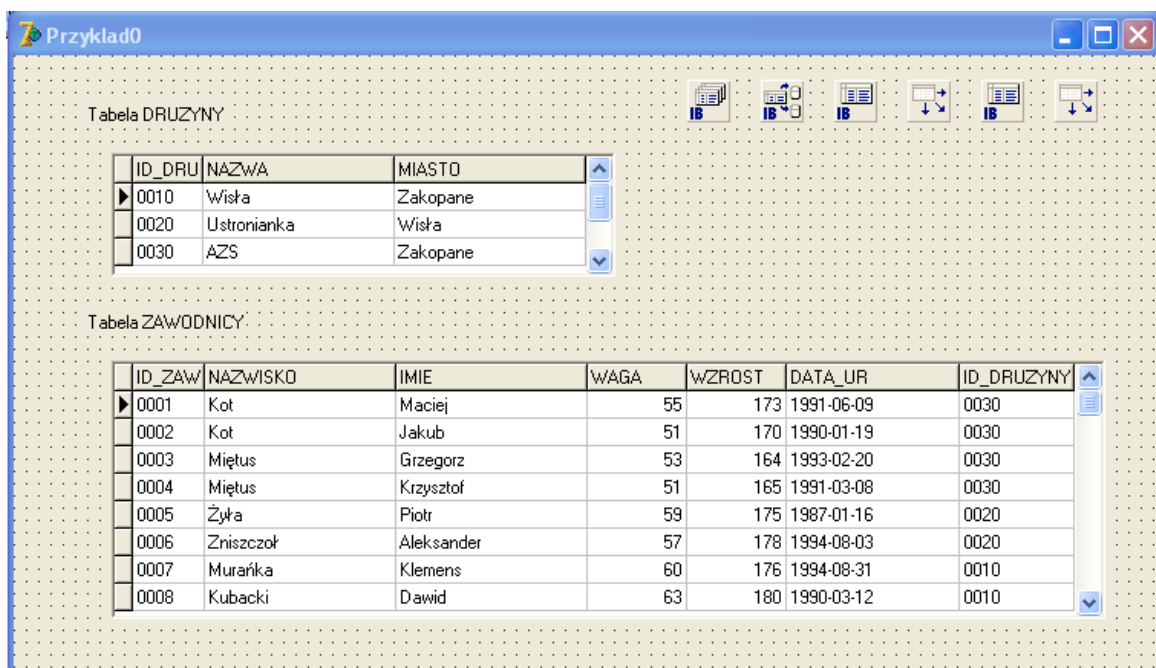 Przyklad0
IB IB IB IB
Tabela DRUZYNY
ID_DRU NAZWA MIASTO
0010 Wisła Zakopane
0020 Ustronianka Wisła
0030 AZS Zakopane
Tabela ZAWODNICY
ID_ZAW NAZWISKO IMIE WAGA WZROST DATA_UR ID_DRUZYNY
0001 Kot Maciej 55 173 1991-06-09 0030
0002 Kot Jakub 51 170 1990-01-19 0030
0003 Miętus Grzegorz 53 164 1993-02-20 0030
0004 Miętus Krzysztof 51 165 1991-03-08 0030
0005 Żyła Piotr 59 175 1987-01-16 0020
0006 Zniszczoł Aleksander 57 178 1994-08-03 0020
0007 Murańka Klemens 60 176 1994-08-31 0010
0008 Kubacki Dawid 63 180 1990-03-12 0010